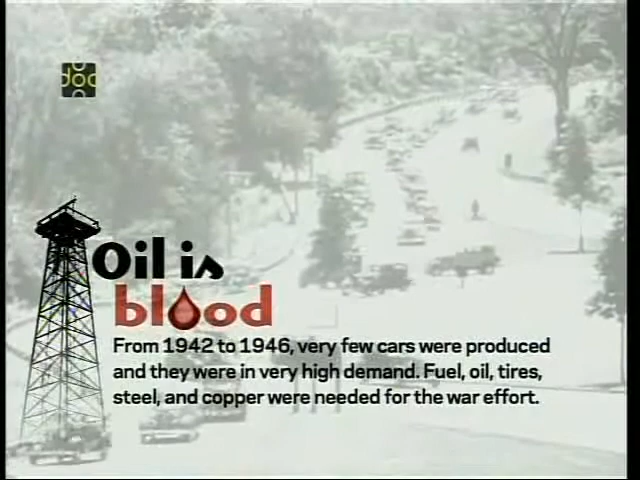 doc
Oil is
blood
From 1942 to 1946, very few cars were produced
and they were in very high demand. Fuel, oil, tires,
steel, and copper were needed for the war effort.